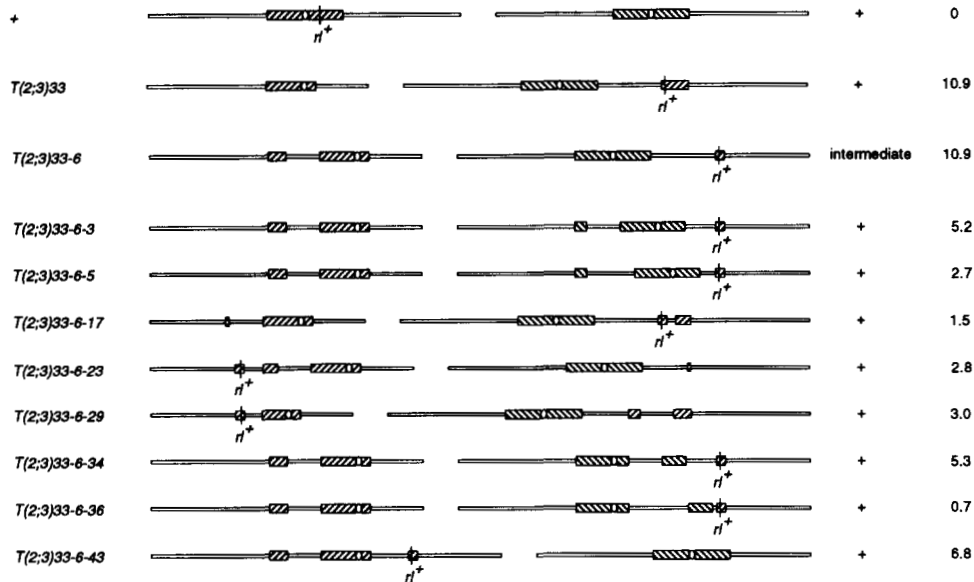 + + 0
rl+
T(2;3)33 + 10.9
rl+
T(2;3)33-6 intermediate 10.9
rl+
T(2;3)33-6-3 + 5.2
rl+
T(2;3)33-6-5 + 2.7
rl+
T(2;3)33-6-17 + 1.5
rl+
T(2;3)33-6-23 + 2.8
rl+
T(2;3)33-6-29 + 3.0
rl+
T(2;3)33-6-34 + 5.3
rl+
T(2;3)33-6-36 + 0.7
rl+
T(2;3)33-6-43 + 6.8
rl+